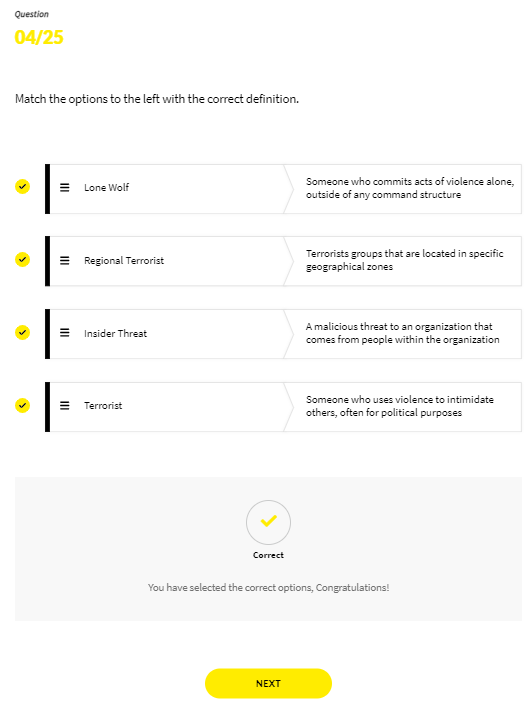 Question
04/25
Match the options to the left with the correct definition.
Lone Wolf
Someone who commits acts of violence alone,
outside of any command structure
Regional Terrorist
Terrorists groups that are located in specific
geographical zones
Insider Threat
A malicious threat to an organization that
comes from people within the organization
Terrorist
Someone who uses violence to intimidate
others, often for political purposes
Correct
You have selected the correct options, Congratulations!
NEXT